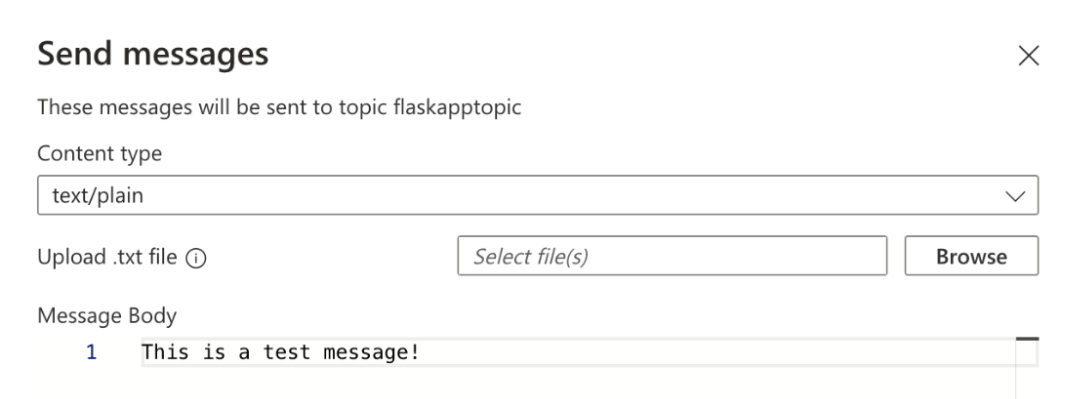 Send messages
These messages will be sent to topic flaskapptopic
Content type
text/plain
Upload .txt file
Select file(s)
Browse
Message Body
1 This is a test message!